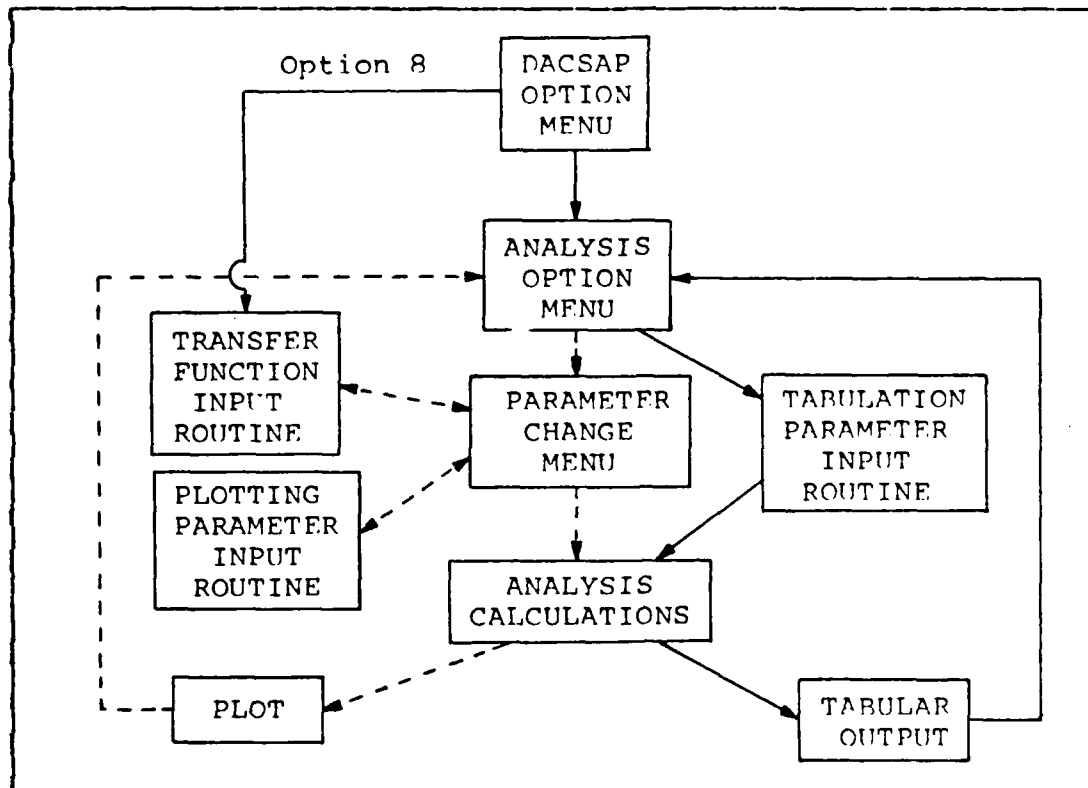 Option 8
DACSAP
OPTION
MENU
ANALYSIS
OPTION
MENU
TRANSFER
FUNCTION
INPUT
ROUTINE
PARAMETER
CHANGE
MENU
TABULATION
PARAMETER
INPUT
ROUTINE
PLOTTING
PARAMETER
INPUT
ROUTINE
ANALYSIS
CALCULATIONS
PLOT
TABULAR
OUTPUT